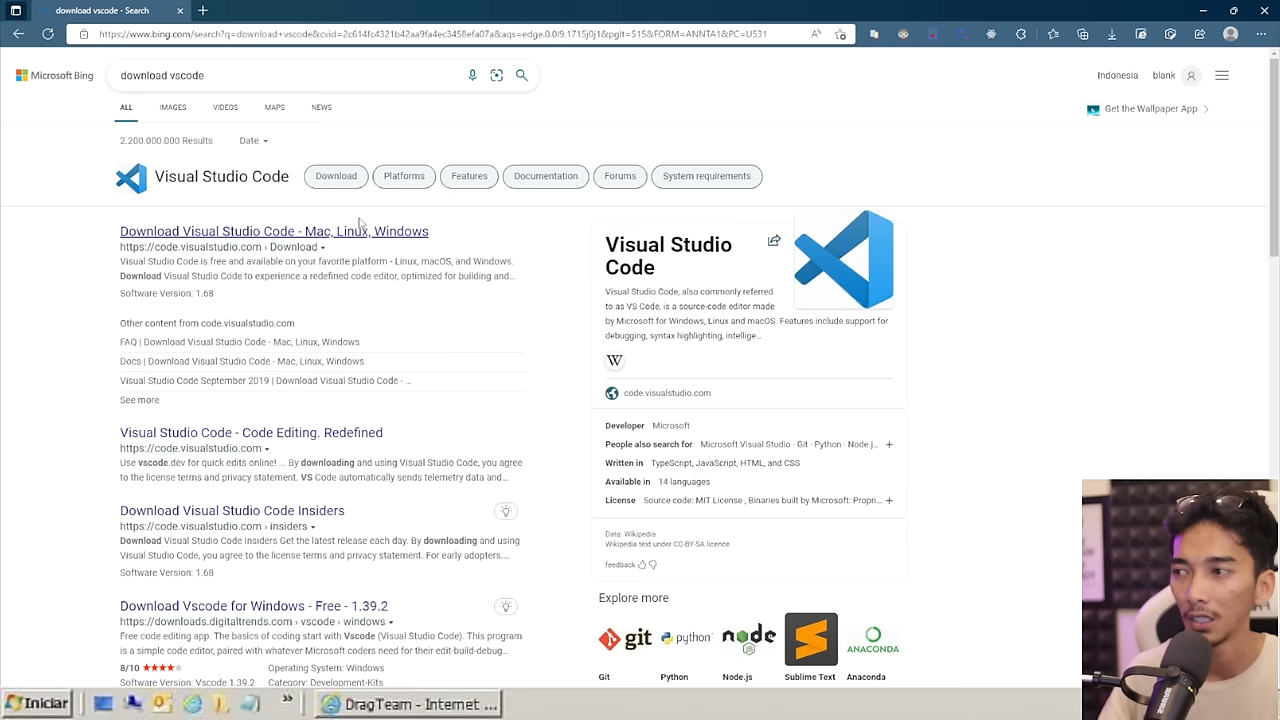 download vscode - Search
https://www.bing.com/search?q=download+vscode&cvid=2c614fc4321b42aa9fa4ec3458efa07a&aqs=edge.0.0l9.1715j0j1&pglt=515&FORM=ANNTA1&PC=U531
Microsoft Bing
download vscode
Indonesia
blank
ALL
IMAGES
VIDEOS
MAPS
NEWS
Get the Wallpaper App
2.200.000.000 Results
Date
Visual Studio Code
Download
Platforms
Features
Documentation
Forums
System requirements
Download Visual Studio Code - Mac, Linux, Windows
https://code.visualstudio.com › Download
Visual Studio Code is free and available on your favorite platform - Linux, macOS, and Windows.
Download Visual Studio Code to experience a redefined code editor, optimized for building and...
Software Version: 1.68
Other content from code.visualstudio.com
FAQ | Download Visual Studio Code - Mac, Linux, Windows
Docs | Download Visual Studio Code - Mac, Linux, Windows
Visual Studio Code September 2019 | Download Visual Studio Code - ...
See more
Visual Studio Code - Code Editing. Redefined
https://code.visualstudio.com
Use vscode.dev for quick edits online! ... By downloading and using Visual Studio Code, you agree
to the license terms and privacy statement. VS Code automatically sends telemetry data and...
Download Visual Studio Code Insiders
https://code.visualstudio.com › insiders
Download Visual Studio Code Insiders Get the latest release each day. By downloading and using
Visual Studio Code, you agree to the license terms and privacy statement. For early adopters....
Software Version: 1.68
Download Vscode for Windows - Free - 1.39.2
https://downloads.digitaltrends.com › vscode › windows
Free code editing app. The basics of coding start with Vscode (Visual Studio Code). This program
is a simple code editor, paired with whatever Microsoft coders need for their edit-build-debug...
8/10
Operating System: Windows
Software Version: Vscode 1.39.2
Category: Development-Kits
Visual Studio
Code
Visual Studio Code, also commonly referred
to as VS Code, is a source-code editor made
by Microsoft for Windows, Linux and macOS. Features include support for
debugging, syntax highlighting, intellige...
W
code.visualstudio.com
Developer Microsoft
People also search for Microsoft Visual Studio · Git · Python · Node.j...
Written in TypeScript, JavaScript, HTML, and CSS
Available in 14 languages
License Source code: MIT License , Binaries built by Microsoft: Propri...
Data: Wikipedia
Wikipedia text under CC-BY-SA licence
feedback
Explore more
git
python
node
JS
ANACONDA
Git
Python
Node.js
Sublime Text
Anaconda
Iniciar
DragTeam - Internet ...